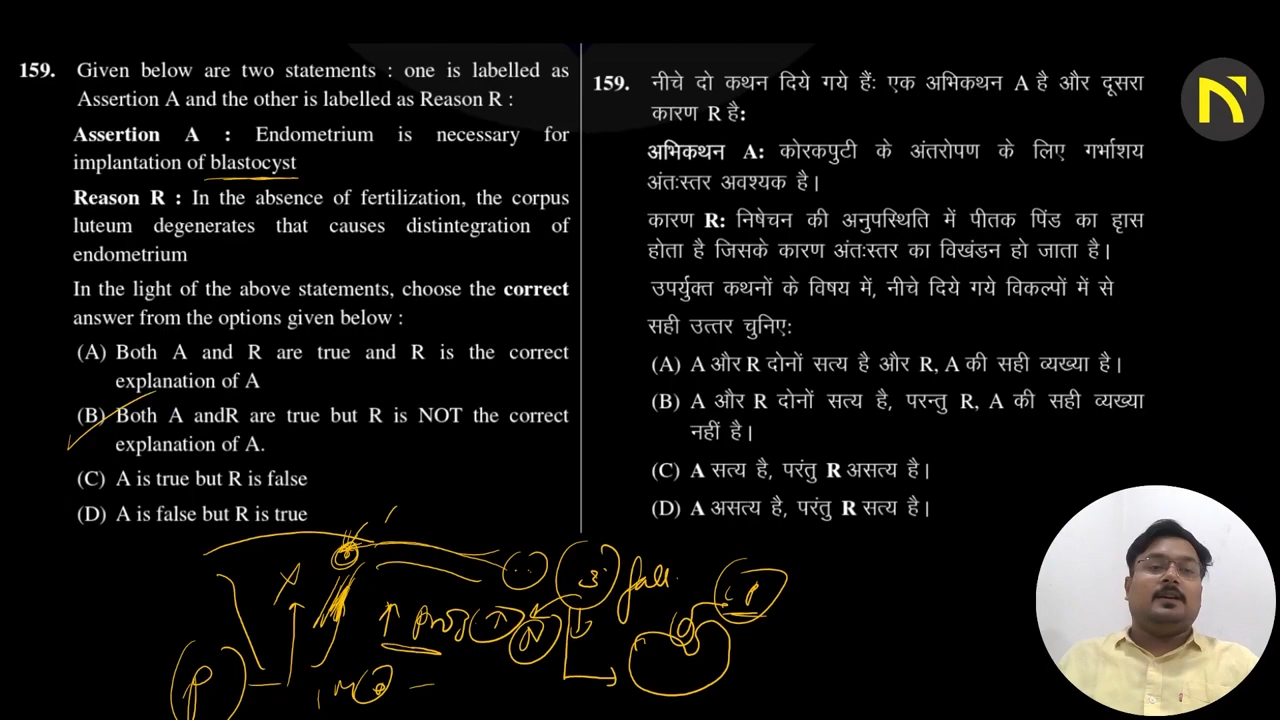 159. Given below are two statements : one is labelled as
Assertion A and the other is labelled as Reason R :
Assertion A : Endometrium is necessary for
implantation of blastocyst
Reason R : In the absence of fertilization, the corpus
luteum degenerates that causes distintegration of
endometrium
In the light of the above statements, choose the correct
answer from the options given below :
(A) Both A and R are true and R is the correct
explanation of A
(B) Both A andR are true but R is NOT the correct
explanation of A.
(C) A is true but R is false
(D) A is false but R is true
159. नीचे दो कथन दिये गये हैं: एक अभिकथन A है और दूसरा
कारण R है:
अभिकथन A: कोरकपुटी के अंतरोपण के लिए गर्भाशय
अंतःस्तर अवश्यक है।
कारण R: निषेचन की अनुपस्थिति में पीतक पिंड का हृास
होता है जिसके कारण अंतःस्तर का विखंडन हो जाता है।
उपर्युक्त कथनों के विषय में, नीचे दिये गये विकल्पों में से
सही उत्तर चुनिए:
(A) A और R दोनों सत्य है और R, A की सही व्यख्या है।
(B) A और R दोनों सत्य है, परन्तु R, A की सही व्यख्या
नहीं है।
(C) A सत्य है, परंतु R असत्य है।
(D) A असत्य है, परंतु R सत्य है।